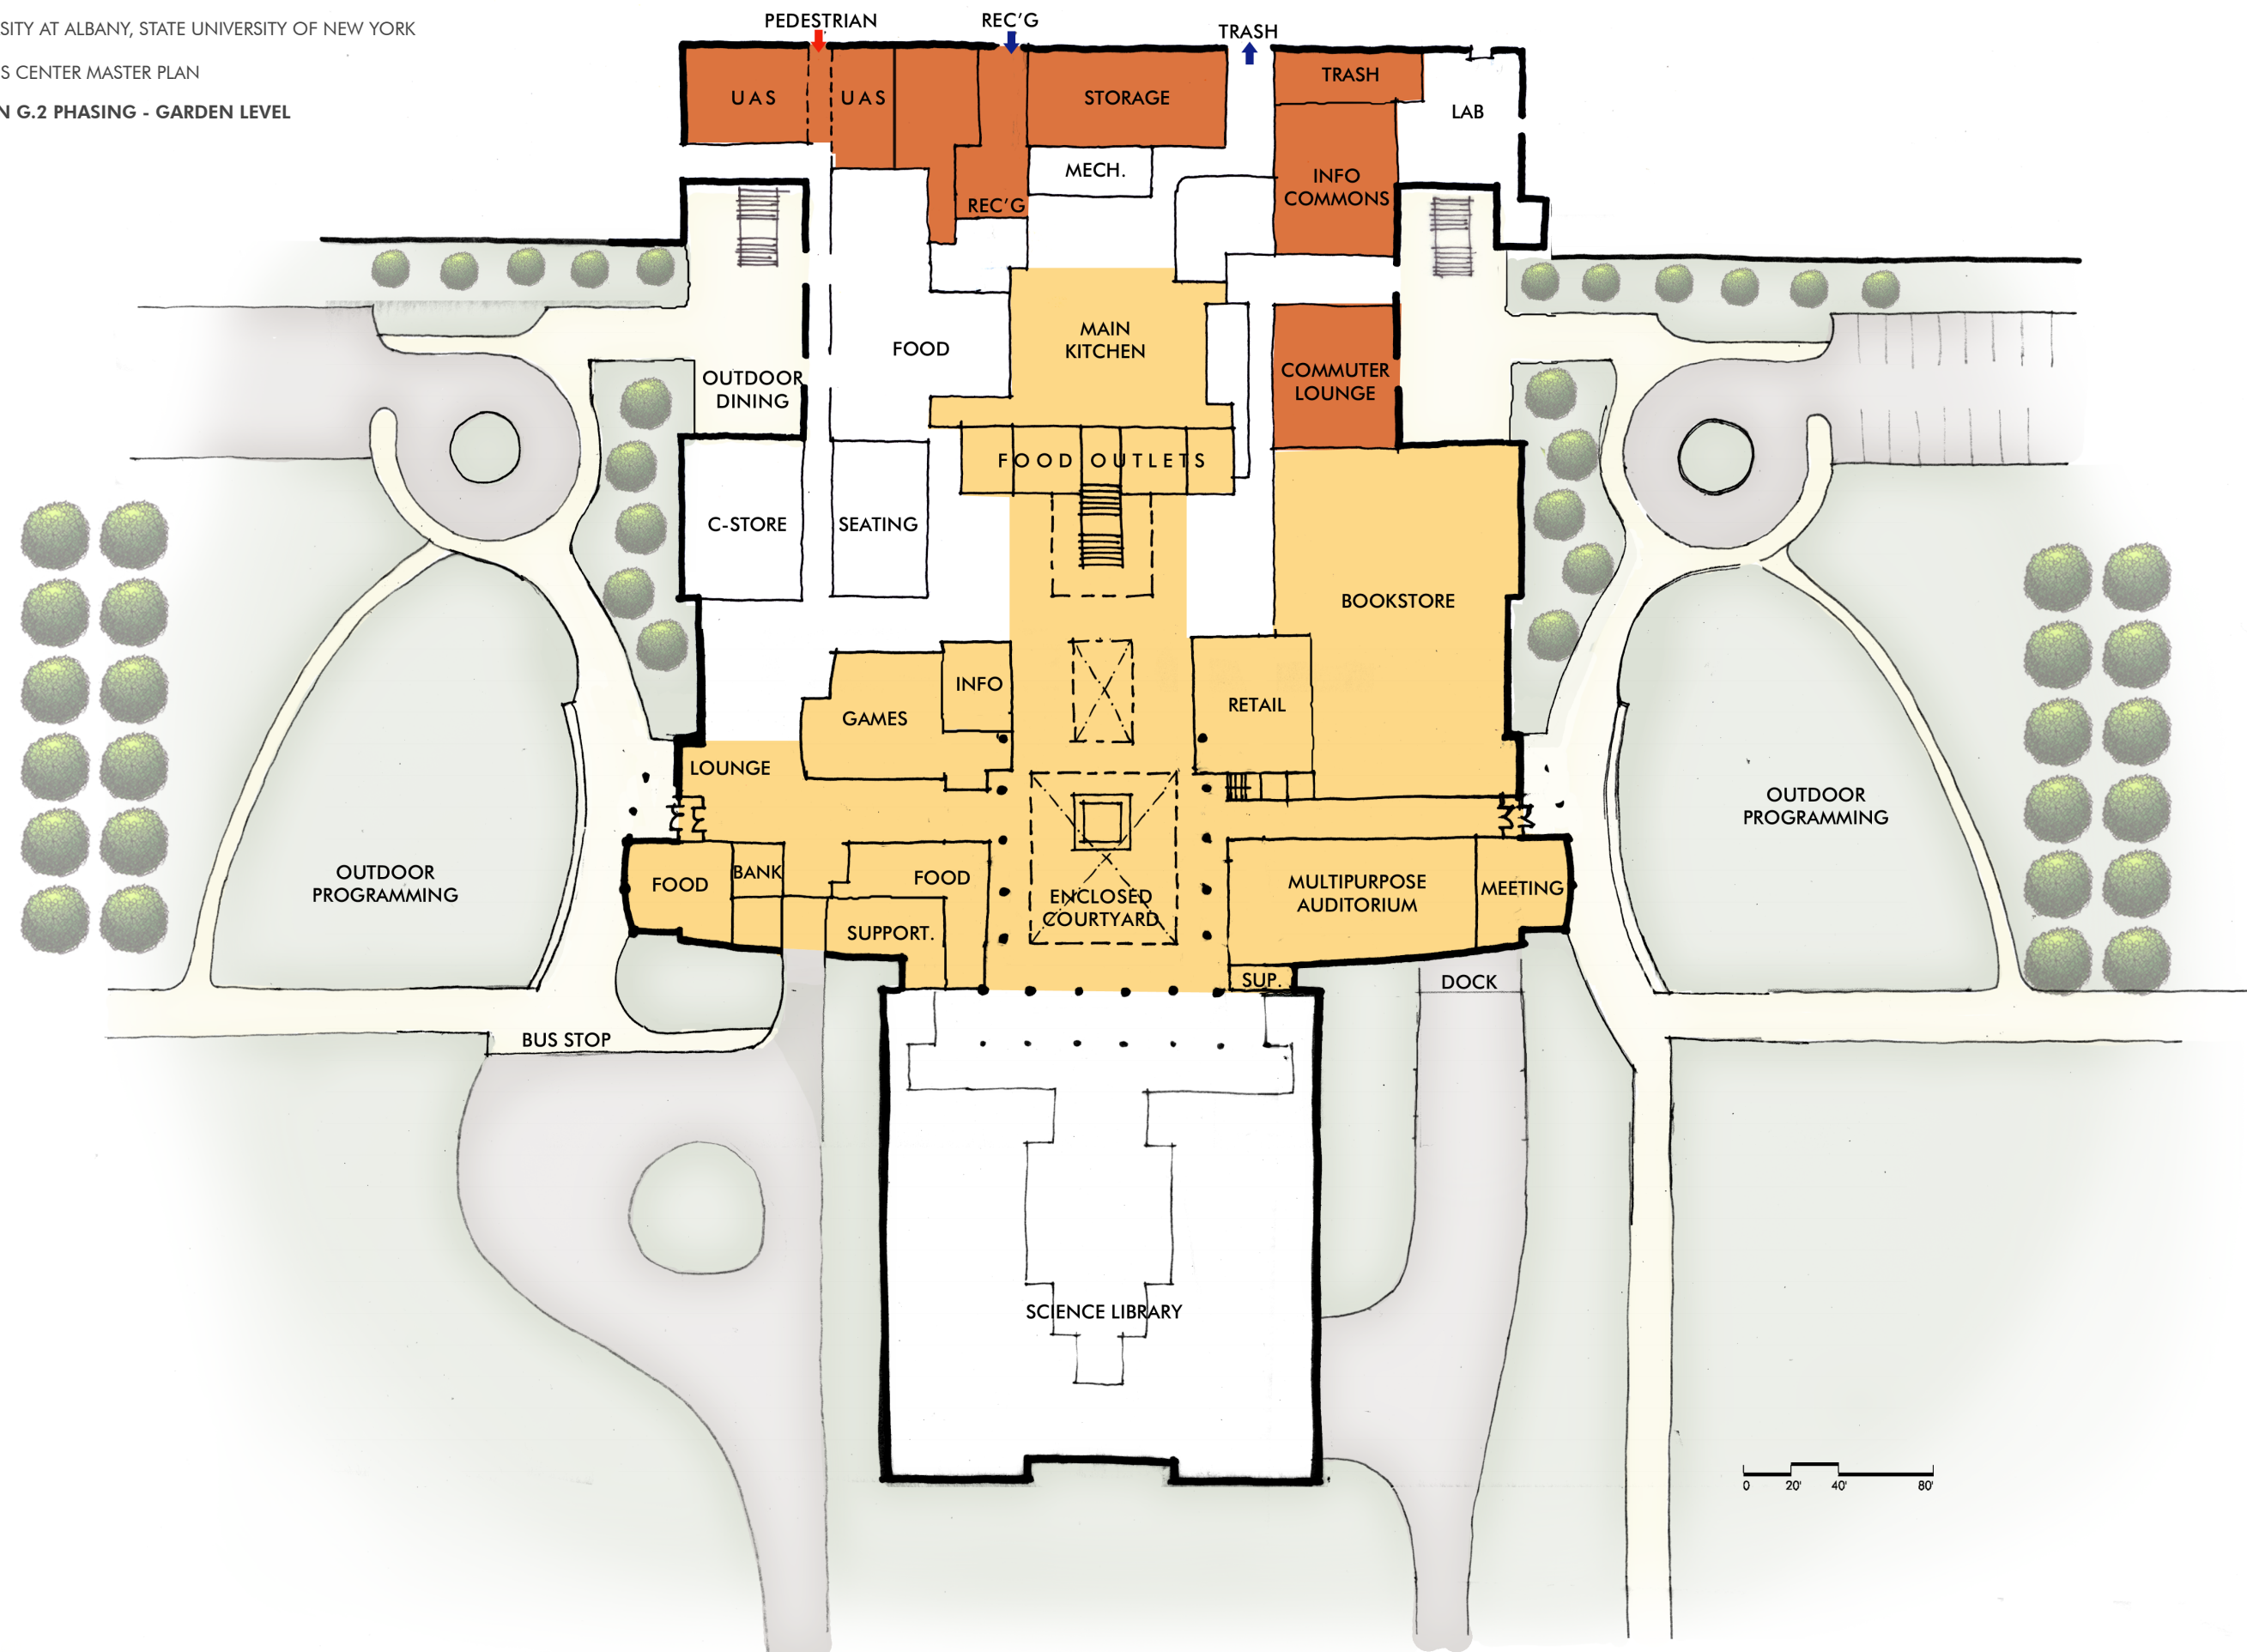 SITY AT ALBANY, STATE UNIVERSITY OF NEW YORK
S CENTER MASTER PLAN
N G.2 PHASING - GARDEN LEVEL
PEDESTRIAN
REC'G
TRASH
UAS
UAS
STORAGE
TRASH
LAB
MECH.
INFO
COMMONS
REC'G
FOOD
MAIN
KITCHEN
OUTDOOR
DINING
COMMUTER
LOUNGE
FOOD OUTLETS
C-STORE
SEATING
BOOKSTORE
INFO
GAMES
RETAIL
LOUNGE
OUTDOOR
PROGRAMMING
OUTDOOR
PROGRAMMING
FOOD
BANK
FOOD
ENCLOSED
COURTYARD
MULTIPURPOSE
AUDITORIUM
MEETING
SUPPORT.
SUP.
DOCK
BUS STOP
SCIENCE LIBRARY
0 20' 40' 80'